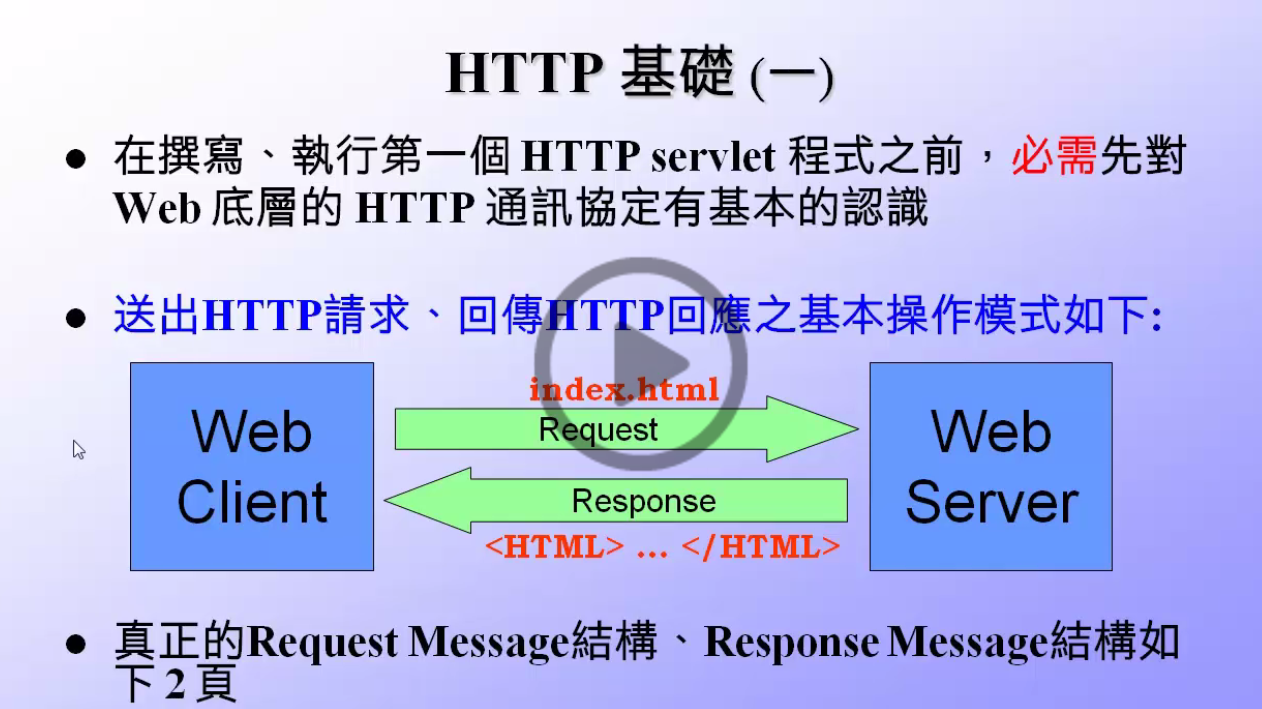 HTTP 基礎 (一)
在撰寫、執行第一個 HTTP servlet 程式之前，必需先對
Web 底層的 HTTP 通訊協定有基本的認識
送出HTTP請求、回傳HTTP回應之基本操作模式如下:
index.html
Web
Client
Request
Web
Server
Response
<HTML> ... </HTML>
真正的Request Message結構、Response Message結構如
下 2 頁